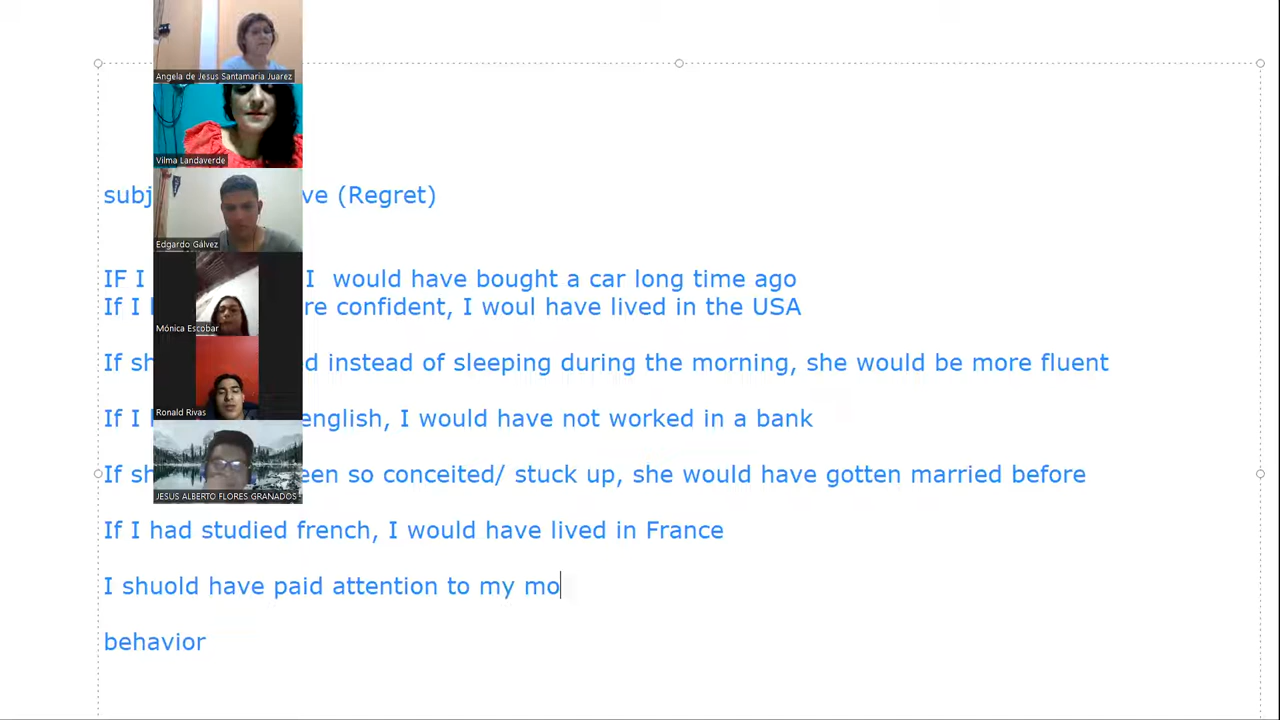 Angela de Jesus Santamaria Juarez
Vilma Landaverde
subj ve (Regret)
Edgardo Gálvez
IF I I would have bought a car long time ago
If I re confident, I woul have lived in the USA
Mónica Escobar
If sh d instead of sleeping during the morning, she would be more fluent
Ronald Rivas
If I english, I would have not worked in a bank
If sh een so conceited/ stuck up, she would have gotten married before
JESUS ALBERTO FLORES GRANADOS
If I had studied french, I would have lived in France
I shuold have paid attention to my mo
behavior